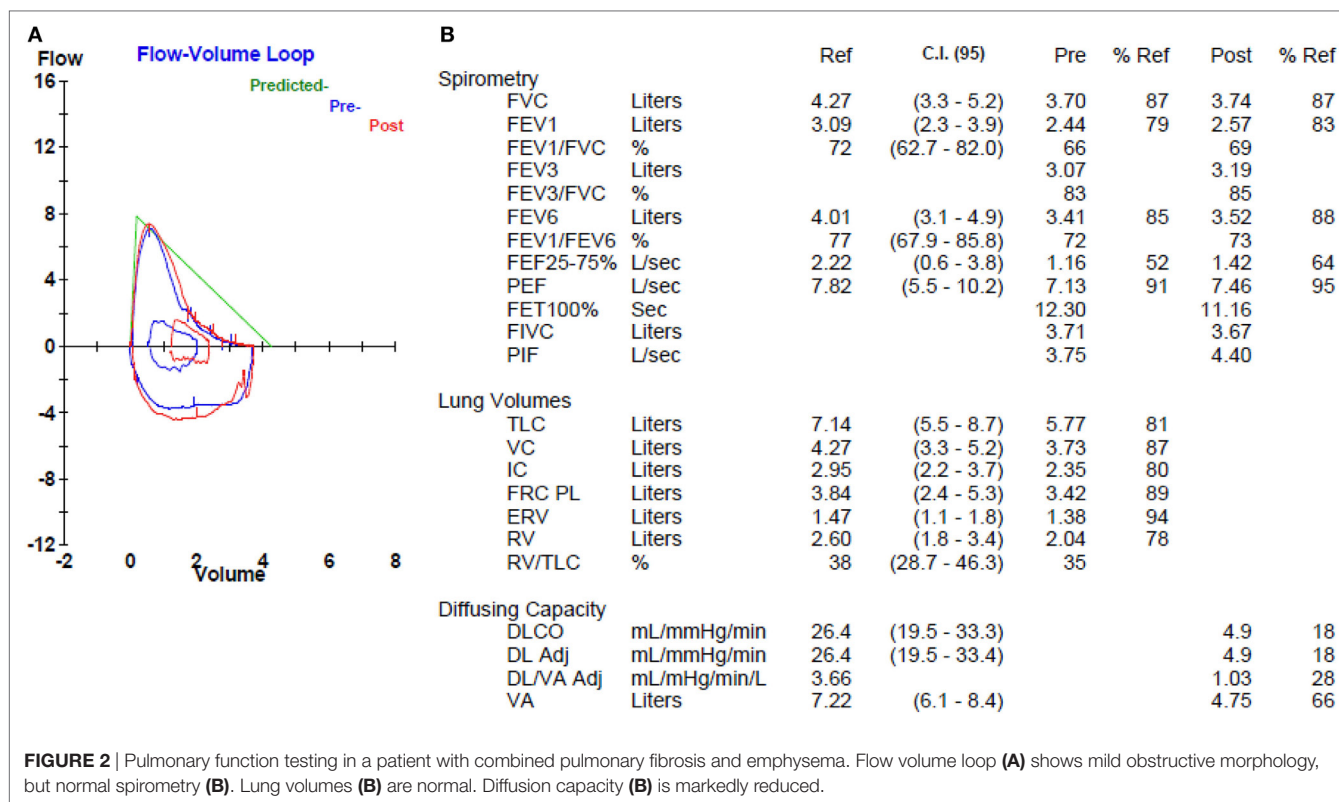 A
Flow
Flow-Volume Loop
Predicted-
Pre-
Post
16
12
8
4
0
-4
-8
-12
-2 0 2 4 6 8
Volume
B
Ref C.I. (95) Pre % Ref Post % Ref
Spirometry
FVC Liters 4.27 (3.3 - 5.2) 3.70 87 3.74 87
FEV1 Liters 3.09 (2.3 - 3.9) 2.44 79 2.57 83
FEV1/FVC % 72 (62.7 - 82.0) 66 69
FEV3 Liters 3.07 3.19
FEV3/FVC % 83 85
FEV6 Liters 4.01 (3.1 - 4.9) 3.41 85 3.52 88
FEV1/FEV6 % 77 (67.9 - 85.8) 72 73
FEF25-75% L/sec 2.22 (0.6 - 3.8) 1.16 52 1.42 64
PEF L/sec 7.82 (5.5 - 10.2) 7.13 91 7.46 95
FET100% Sec 12.30 11.16
FIVC Liters 3.71 3.67
PIF L/sec 3.75 4.40
Lung Volumes
TLC Liters 7.14 (5.5 - 8.7) 5.77 81
VC Liters 4.27 (3.3 - 5.2) 3.73 87
IC Liters 2.95 (2.2 - 3.7) 2.35 80
FRC PL Liters 3.84 (2.4 - 5.3) 3.42 89
ERV Liters 1.47 (1.1 - 1.8) 1.38 94
RV Liters 2.60 (1.8 - 3.4) 2.04 78
RV/TLC % 38 (28.7 - 46.3) 35
Diffusing Capacity
DLCO mL/mmHg/min 26.4 (19.5 - 33.3) 4.9 18
DL Adj mL/mmHg/min 26.4 (19.5 - 33.4) 4.9 18
DL/VA Adj mL/mHg/min/L 3.66 1.03 28
VA Liters 7.22 (6.1 - 8.4) 4.75 66
FIGURE 2 | Pulmonary function testing in a patient with combined pulmonary fibrosis and emphysema. Flow volume loop (A) shows mild obstructive morphology,
but normal spirometry (B). Lung volumes (B) are normal. Diffusion capacity (B) is markedly reduced.